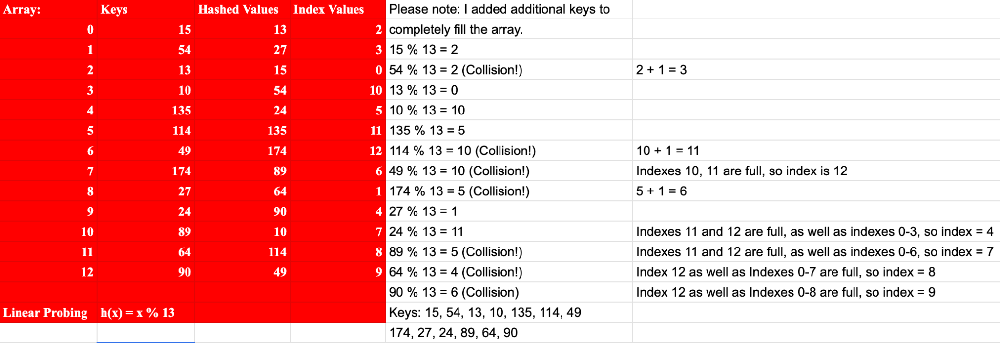 Array: Keys Hashed Values Index Values Please note: I added additional keys to
0 15 13 2 completely fill the array.
1 54 27 3 15 % 13 = 2
2 13 15 0 54 % 13 = 2 (Collision!) 2 + 1 = 3
3 10 54 10 13 % 13 = 0
4 135 24 5 10 % 13 = 10
5 114 135 11 135 % 13 = 5
6 49 174 12 114 % 13 = 10 (Collision!) 10 + 1 = 11
7 174 89 6 49 % 13 = 10 (Collision!) Indexes 10, 11 are full, so index is 12
8 27 64 1 174 % 13 = 5 (Collision!) 5 + 1 = 6
9 24 90 4 27 % 13 = 1
10 89 10 7 24 % 13 = 11 Indexes 11 and 12 are full, as well as indexes 0-3, so index = 4
11 64 114 8 89 % 13 = 5 (Collision!) Indexes 11 and 12 are full, as well as indexes 0-6, so index = 7
12 90 49 9 64 % 13 = 4 (Collision!) Index 12 as well as Indexes 0-7 are full, so index = 8
90 % 13 = 6 (Collision) Index 12 as well as Indexes 0-8 are full, so index = 9
Linear Probing h(x) = x % 13 Keys: 15, 54, 13, 10, 135, 114, 49
174, 27, 24, 89, 64, 90